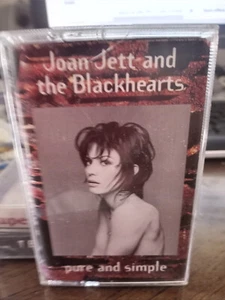 Joan Jett and
the Blackhearts
pure and simple